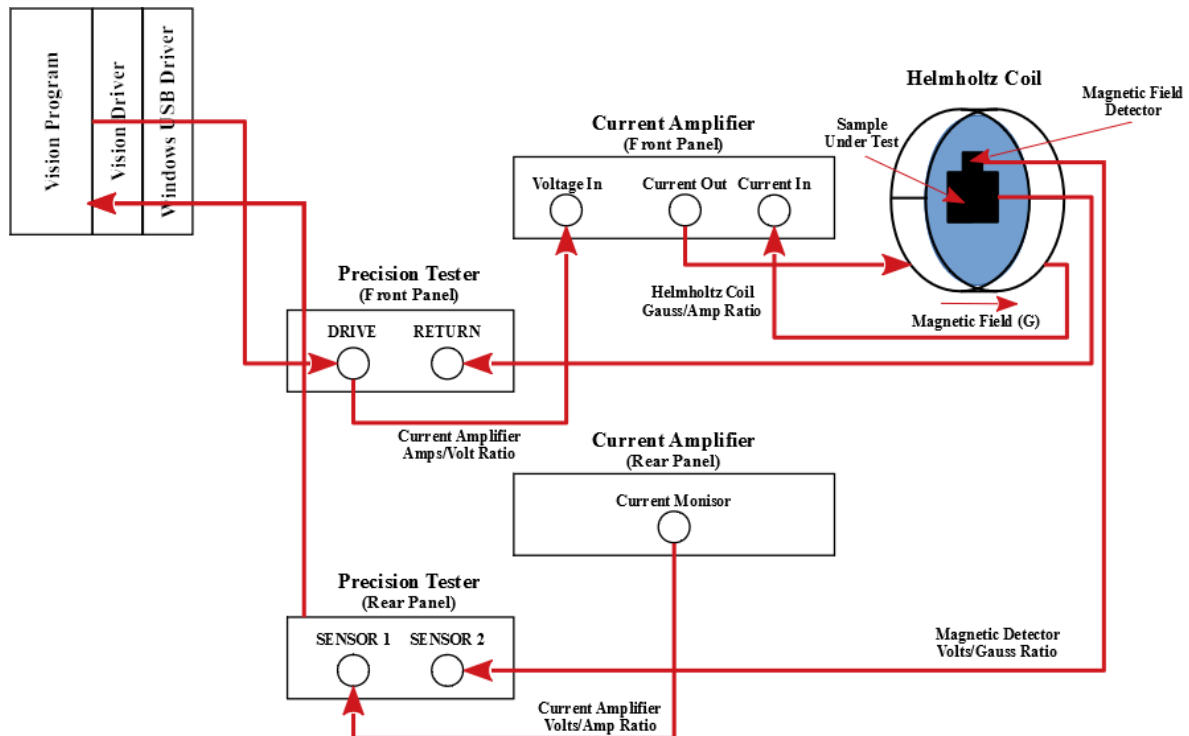 Vision Program
Vision Driver
Windows USB Driver
Helmholtz Coil
Magnetic Field
Detector
Sample
Under Test
Current Amplifier
(Front Panel)
Voltage In
Current Out
Current In
Precision Tester
(Front Panel)
DRIVE
RETURN
Helmholtz Coil
Gauss/Amp Ratio
Magnetic Field (G)
Current Amplifier
Amps/Volt Ratio
Current Amplifier
(Rear Panel)
Current Monisor
Precision Tester
(Rear Panel)
SENSOR 1
SENSOR 2
Magnetic Detector
Volts/Gauss Ratio
Current Amplifier
Volts/Amp Ratio